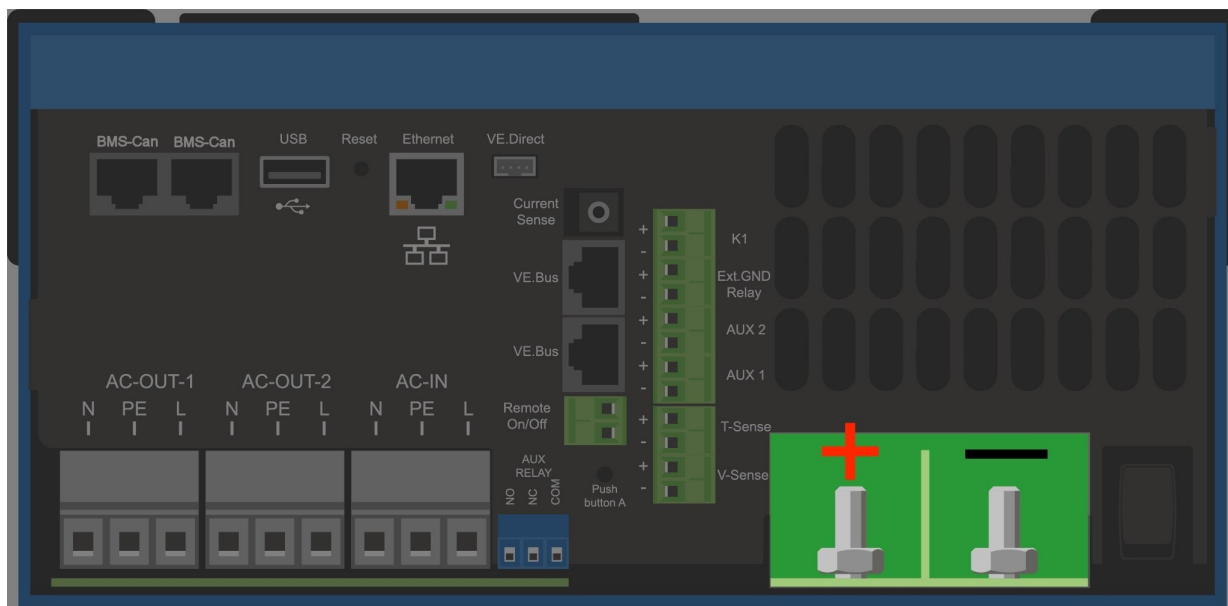 BMS-Can BMS-Can USB Reset Ethernet VE.Direct
Current
Sense
+
K1
-
+ Ext.GND
VE.Bus
- Relay
+
AUX 2
-
VE.Bus
+
AUX 1
-
AC-OUT-1 AC-OUT-2 AC-IN
N PE L N PE L N PE L
Remote
On/Off
+ T-Sense
-
+ V-Sense
-
AUX
RELAY
NO NC COM
Push
button A
+ -